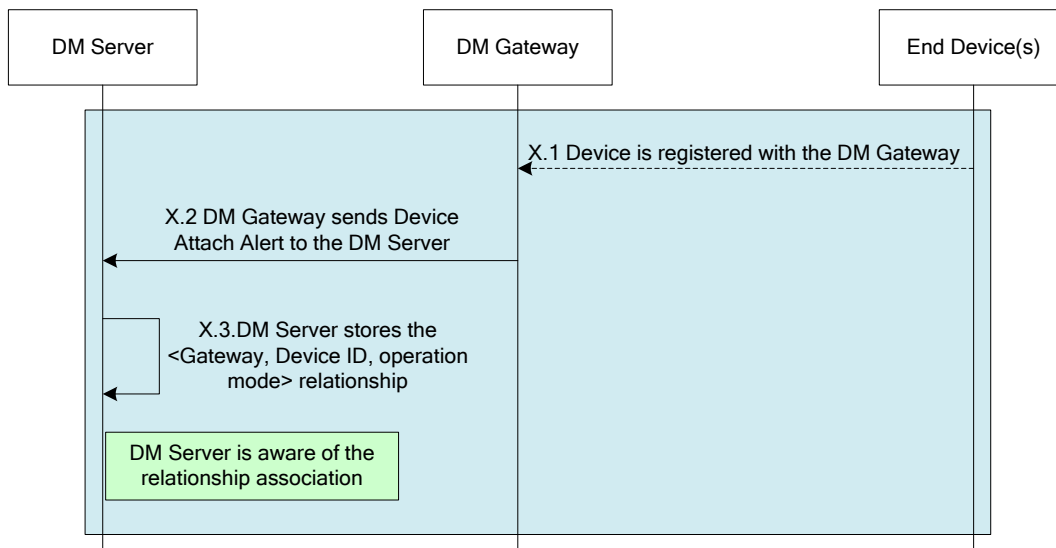 DM Server
DM Gateway
End Device(s)
X.1 Device is registered with the DM Gateway
X.2 DM Gateway sends Device
Attach Alert to the DM Server
X.3.DM Server stores the
<Gateway, Device ID, operation
mode> relationship
DM Server is aware of the
relationship association